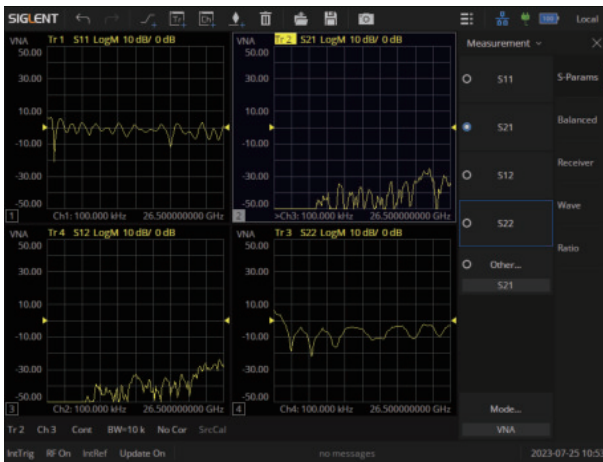 SIGLENT Local
VNA Tr 1 S11 LogM 10 dB/ 0 dB
50.00
30.00
10.00
-10.00
-30.00
-50.00
1 Ch1: 100.000 kHz 26.500000000 GHz
VNA Tr 2 S21 LogM 10 dB/ 0 dB
50.00
30.00
10.00
-10.00
-30.00
-50.00
2 >Ch3: 100.000 kHz 26.500000000 GHz
VNA Tr 4 S12 LogM 10 dB/ 0 dB
50.00
30.00
10.00
-10.00
-30.00
-50.00
3 Ch2: 100.000 kHz 26.500000000 GHz
VNA Tr 3 S22 LogM 10 dB/ 0 dB
50.00
30.00
10.00
-10.00
-30.00
-50.00
4 Ch4: 100.000 kHz 26.500000000 GHz
Measurement
S11
S21
S12
S22
Other...
S21
Mode...
VNA
S-Params
Balanced
Receiver
Wave
Ratio
Tr 2 Ch 3 Cont BW=10 k No Cor SrcCal
IntTrig RF On IntRef Update On no messages 2023-07-25 10:53